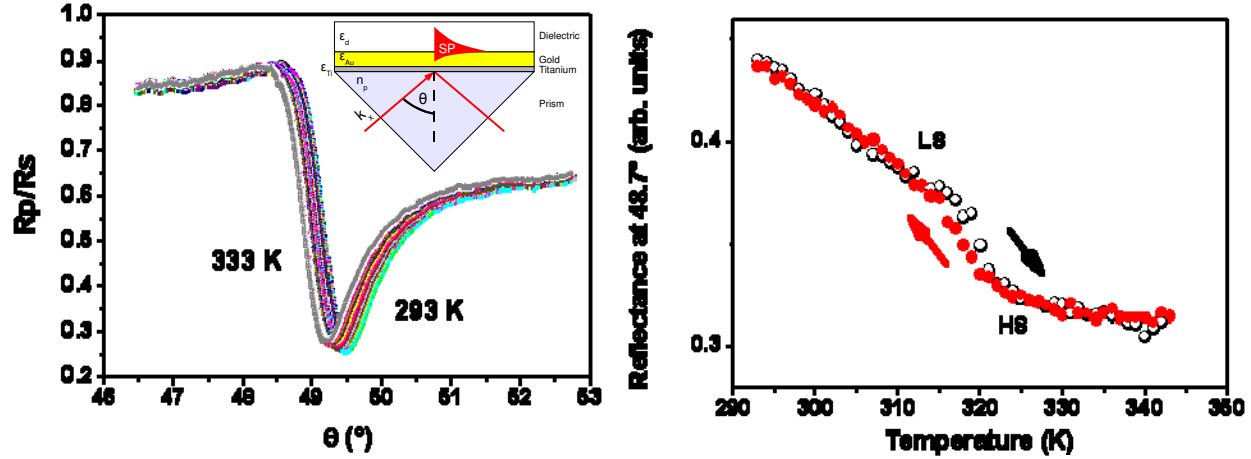 Rp/Rs
0.2
0.3
0.4
0.5
0.6
0.7
0.8
0.9
1.0
46
47
48
49
50
51
52
53
θ (°)
333 K
293 K
εd
εAu
εTi
np
kx
θ
SP
Dielectric
Gold
Titanium
Prism
Reflectance at 48.7° (arb. units)
0.3
0.4
290
300
310
320
330
340
350
Temperature (K)
LS
HS